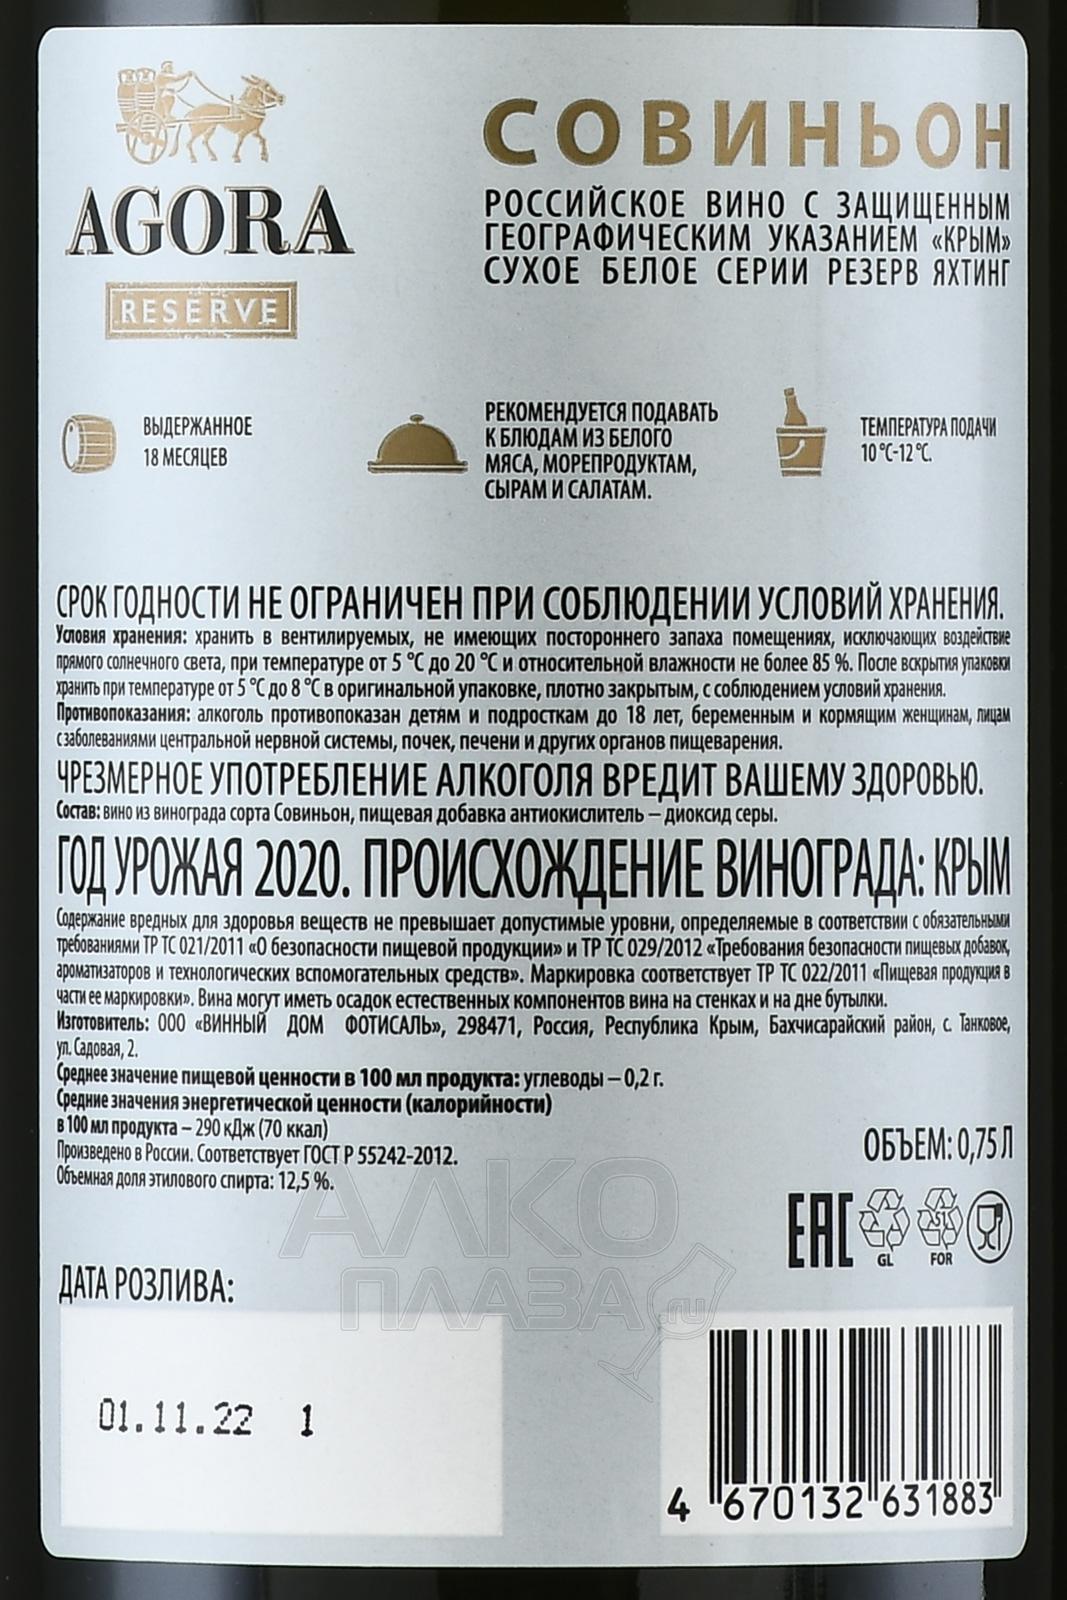 AGORA
RESERVE
СОВИНЬОН
РОССИЙСКОЕ ВИНО С ЗАЩИЩЕННЫМ
ГЕОГРАФИЧЕСКИМ УКАЗАНИЕМ «КРЫМ»
СУХОЕ БЕЛОЕ СЕРИИ РЕЗЕРВ ЯХТИНГ
ВЫДЕРЖАННОЕ
18 МЕСЯЦЕВ
РЕКОМЕНДУЕТСЯ ПОДАВАТЬ
К БЛЮДАМ ИЗ БЕЛОГО
МЯСА, МОРЕПРОДУКТАМ,
СЫРАМ И САЛАТАМ.
ТЕМПЕРАТУРА ПОДАЧИ
10 °С-12 °С.
СРОК ГОДНОСТИ НЕ ОГРАНИЧЕН ПРИ СОБЛЮДЕНИИ УСЛОВИЙ ХРАНЕНИЯ.
Условия хранения: хранить в вентилируемых, не имеющих постороннего запаха помещениях, исключающих воздействие
прямого солнечного света, при температуре от 5 °С до 20 °С и относительной влажности не более 85 %. После вскрытия упаковки
хранить при температуре от 5 °С до 8 °С в оригинальной упаковке, плотно закрытым, с соблюдением условий хранения.
Противопоказания: алкоголь противопоказан детям и подросткам до 18 лет, беременным и кормящим женщинам, лицам
с заболеваниями центральной нервной системы, почек, печени и других органов пищеварения.
ЧРЕЗМЕРНОЕ УПОТРЕБЛЕНИЕ АЛКОГОЛЯ ВРЕДИТ ВАШЕМУ ЗДОРОВЬЮ.
Состав: вино из винограда сорта Совиньон, пищевая добавка антиокислитель – диоксид серы.
ГОД УРОЖАЯ 2020. ПРОИСХОЖДЕНИЕ ВИНОГРАДА: КРЫМ
Содержание вредных для здоровья веществ не превышает допустимые уровни, определяемые в соответствии с обязательными
требованиями ТР ТС 021/2011 «О безопасности пищевой продукции» и ТР ТС 029/2012 «Требования безопасности пищевых добавок,
ароматизаторов и технологических вспомогательных средств». Маркировка соответствует ТР ТС 022/2011 «Пищевая продукция в
части ее маркировки». Вина могут иметь осадок естественных компонентов вина на стенках и на дне бутылки.
Изготовитель: ООО «ВИННЫЙ ДОМ ФОТИСАЛЬ», 298471, Россия, Республика Крым, Бахчисарайский район, с. Танковое,
ул. Садовая, 2.
Среднее значение пищевой ценности в 100 мл продукта: углеводы – 0,2 г.
Средние значения энергетической ценности (калорийности)
в 100 мл продукта – 290 кДж (70 ккал)
Произведено в России. Соответствует ГОСТ Р 55242-2012.
Объемная доля этилового спирта: 12,5 %.
ОБЪЕМ: 0,75 Л
EAC
GL
51
FOR
АЛКО
ПЛАЗА.ru
ДАТА РОЗЛИВА:
01.11.22 1
4 670132 631883